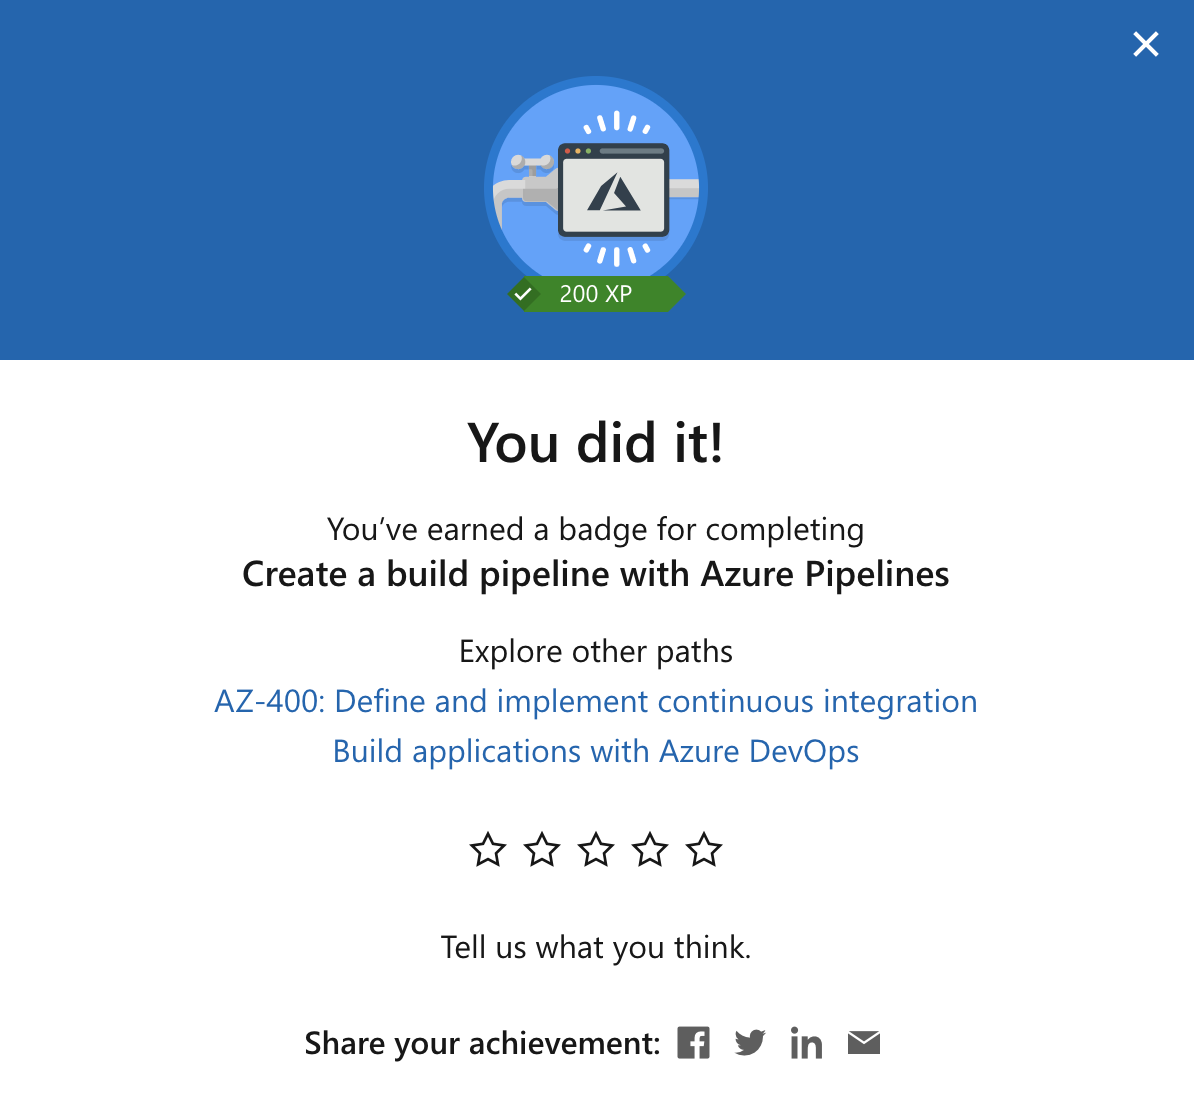 200 XP
You did it!
You’ve earned a badge for completing
Create a build pipeline with Azure Pipelines
Explore other paths
AZ-400: Define and implement continuous integration
Build applications with Azure DevOps
Tell us what you think.
Share your achievement: